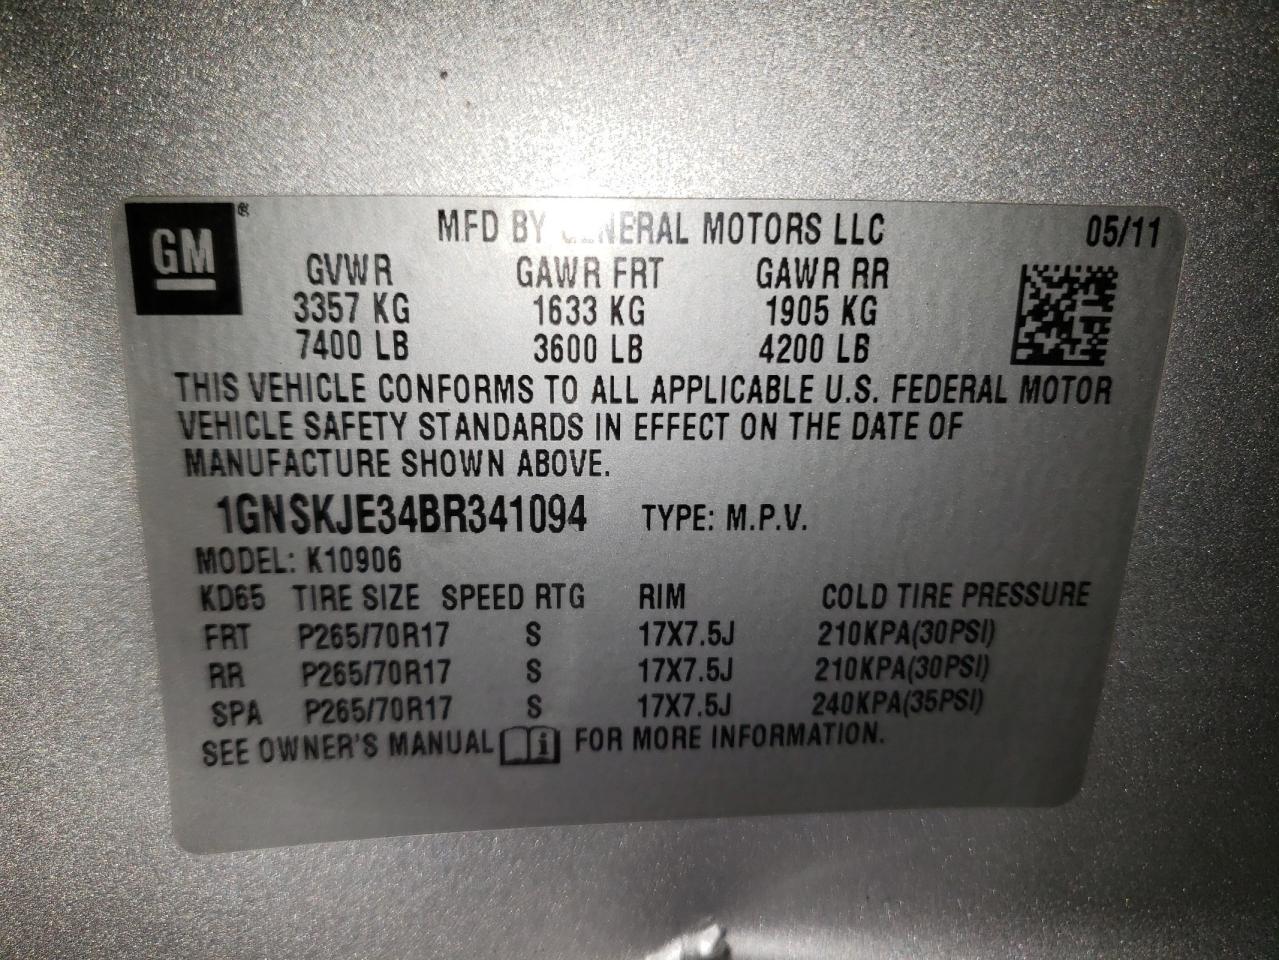 GM ®
MFD BY GENERAL MOTORS LLC 05/11
GVWR GAWR FRT GAWR RR
3357 KG 1633 KG 1905 KG
7400 LB 3600 LB 4200 LB
THIS VEHICLE CONFORMS TO ALL APPLICABLE U.S. FEDERAL MOTOR
VEHICLE SAFETY STANDARDS IN EFFECT ON THE DATE OF
MANUFACTURE SHOWN ABOVE.
1GNSKJE34BR341094 TYPE: M.P.V.
MODEL: K10906
KD65 TIRE SIZE SPEED RTG RIM COLD TIRE PRESSURE
FRT P265/70R17 S 17X7.5J 210KPA(30PSI)
RR P265/70R17 S 17X7.5J 210KPA(30PSI)
SPA P265/70R17 S 17X7.5J 240KPA(35PSI)
SEE OWNER'S MANUAL i FOR MORE INFORMATION.